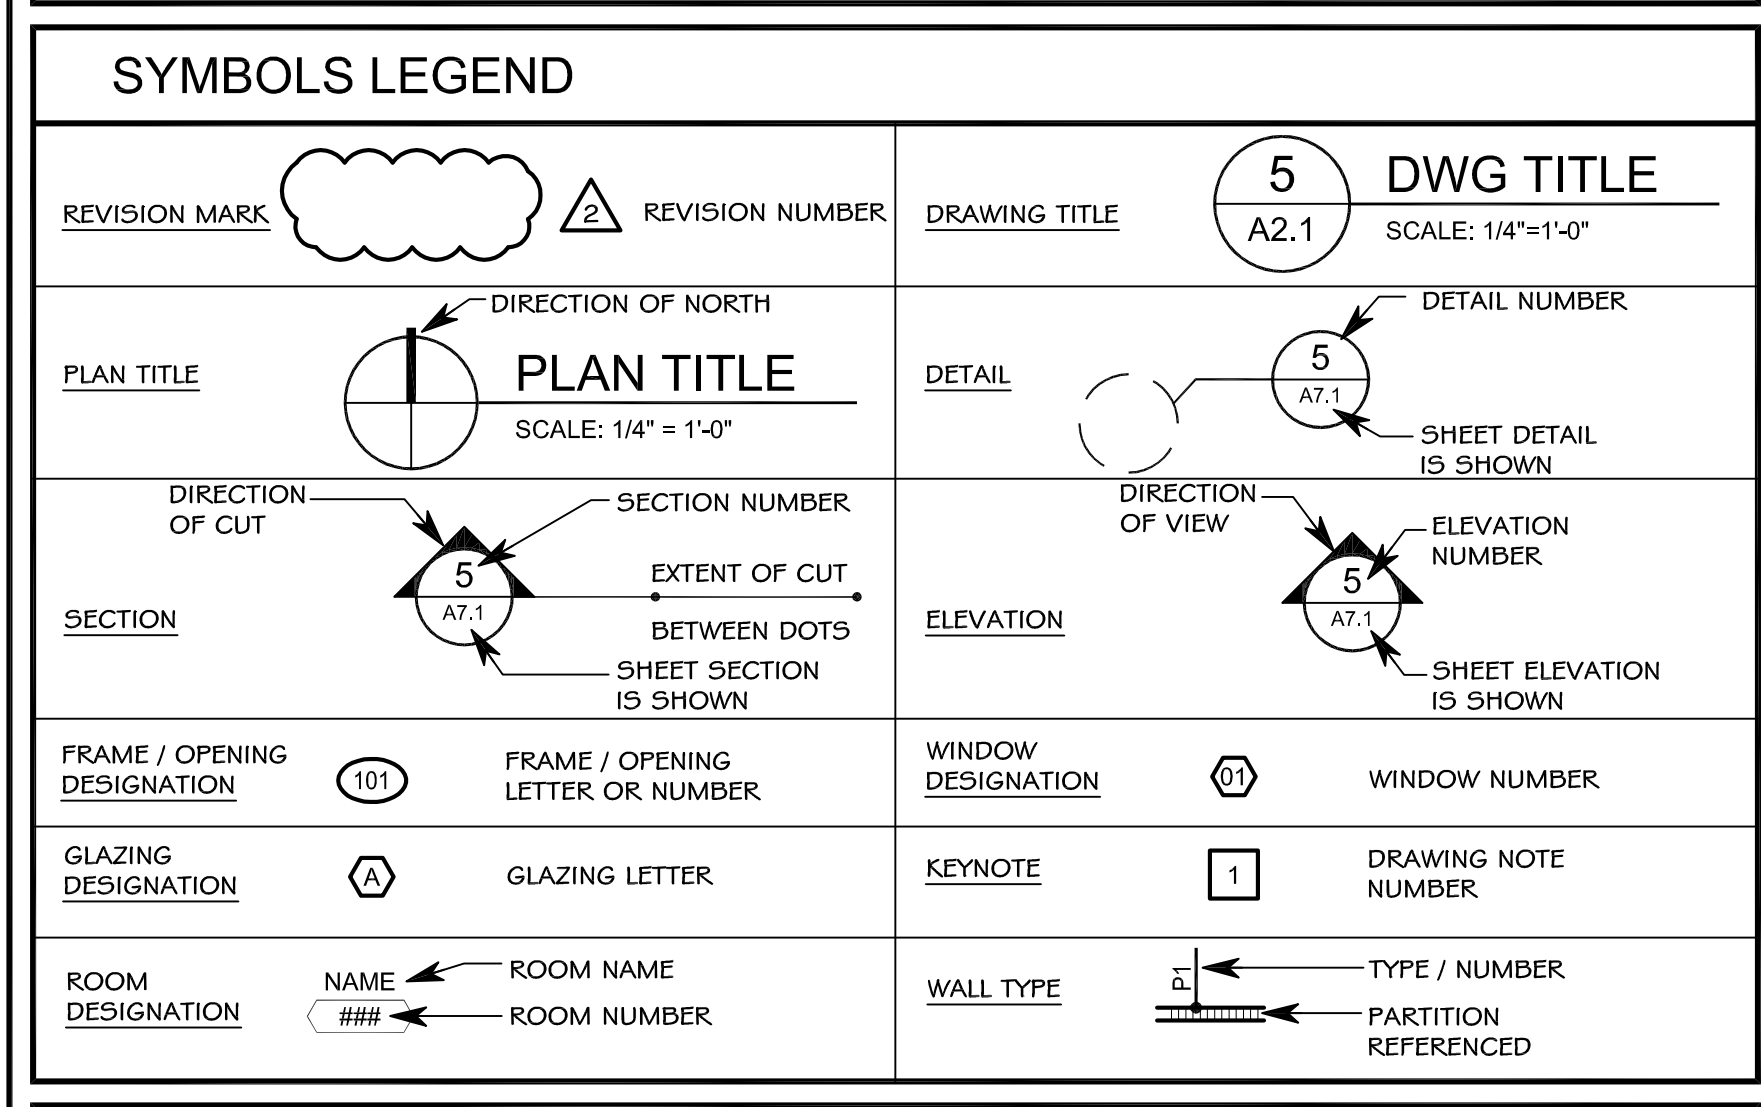 SYMBOLS LEGEND
REVISION MARK
2
REVISION NUMBER
DRAWING TITLE
5
A2.1
DWG TITLE
SCALE: 1/4"=1'-0"
PLAN TITLE
DIRECTION OF NORTH
PLAN TITLE
SCALE: 1/4" = 1'-0"
DETAIL
DETAIL NUMBER
5
A7.1
SHEET DETAIL
IS SHOWN
SECTION
DIRECTION
OF CUT
SECTION NUMBER
5
A7.1
EXTENT OF CUT
BETWEEN DOTS
SHEET SECTION
IS SHOWN
ELEVATION
DIRECTION
OF VIEW
ELEVATION
NUMBER
5
A7.1
SHEET ELEVATION
IS SHOWN
FRAME / OPENING
DESIGNATION
101
FRAME / OPENING
LETTER OR NUMBER
WINDOW
DESIGNATION
01
WINDOW NUMBER
GLAZING
DESIGNATION
A
GLAZING LETTER
KEYNOTE
1
DRAWING NOTE
NUMBER
ROOM
DESIGNATION
NAME
###
ROOM NAME
ROOM NUMBER
WALL TYPE
P1
TYPE / NUMBER
PARTITION
REFERENCED